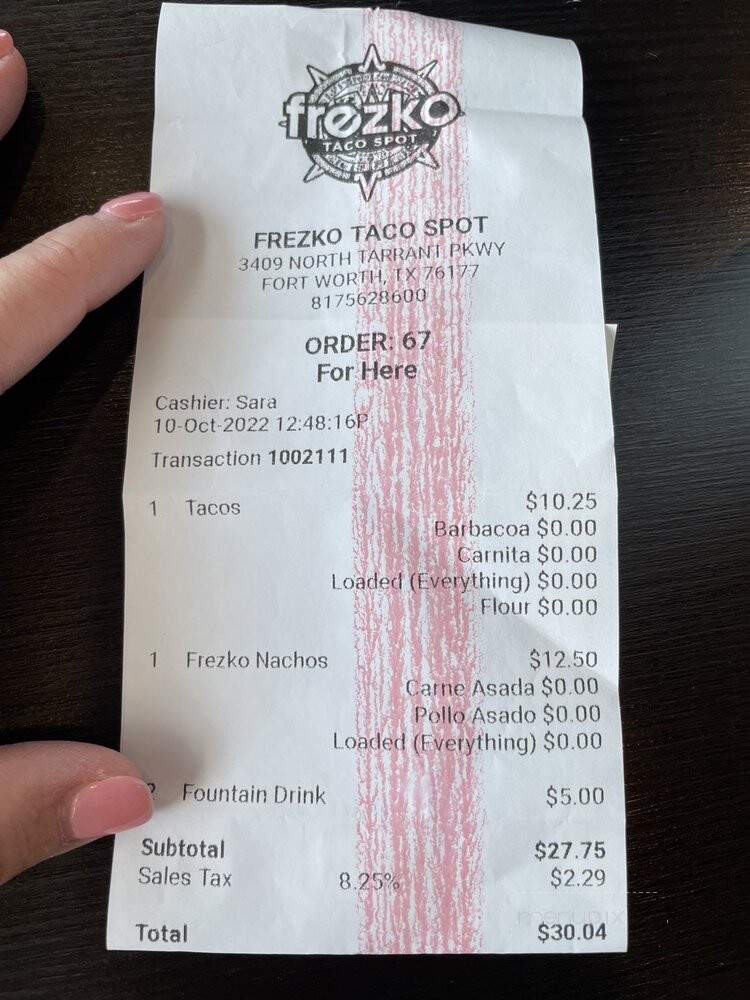 frezko
TACO SPOT
FREZKO TACO SPOT
3409 NORTH TARRANT PKWY
FORT WORTH, TX 76177
8175628600
ORDER: 67
For Here
Cashier: Sara
10-Oct-2022 12:48:16P
Transaction 1002111
1 Tacos $10.25
Barbacoa $0.00
Carnita $0.00
Loaded (Everything) $0.00
Flour $0.00
1 Frezko Nachos $12.50
Carne Asada $0.00
Pollo Asado $0.00
Loaded (Everything) $0.00
2 Fountain Drink $5.00
Subtotal $27.75
Sales Tax 8.25% $2.29
menupix
Total $30.04